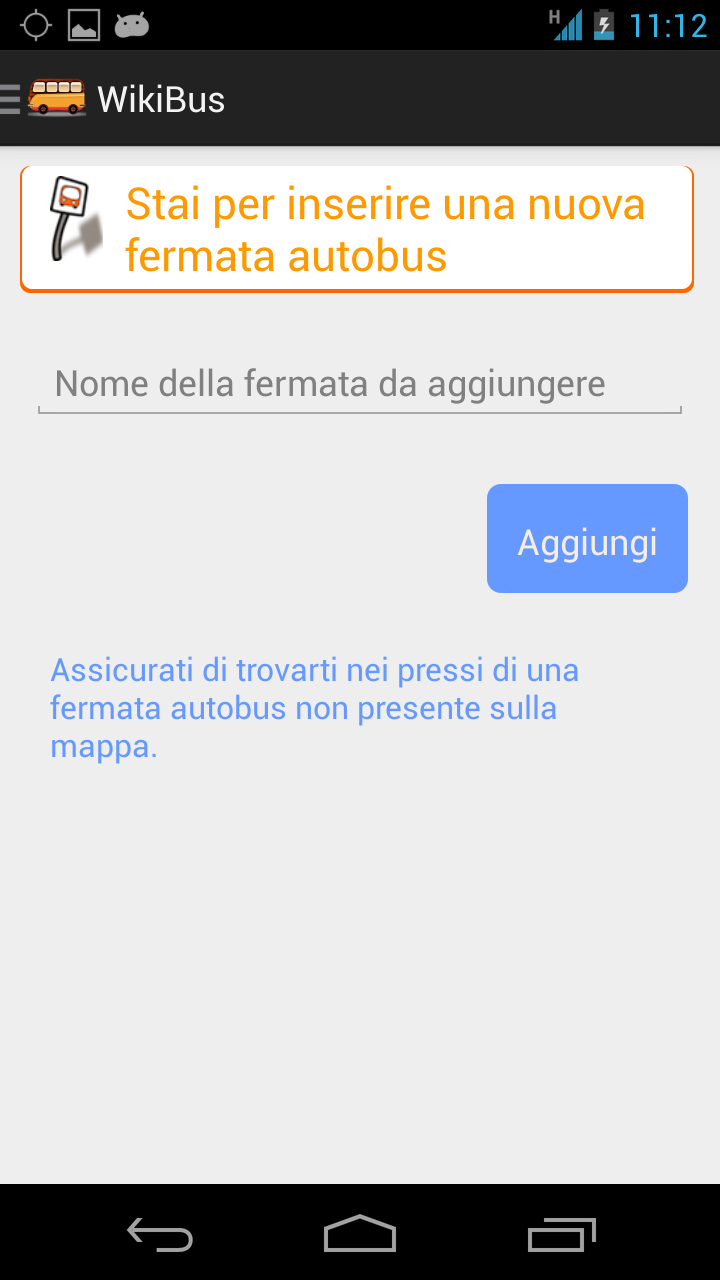 H 11:12
WikiBus
Stai per inserire una nuova
fermata autobus
Nome della fermata da aggiungere
Aggiungi
Assicurati di trovarti nei pressi di una
fermata autobus non presente sulla
mappa.